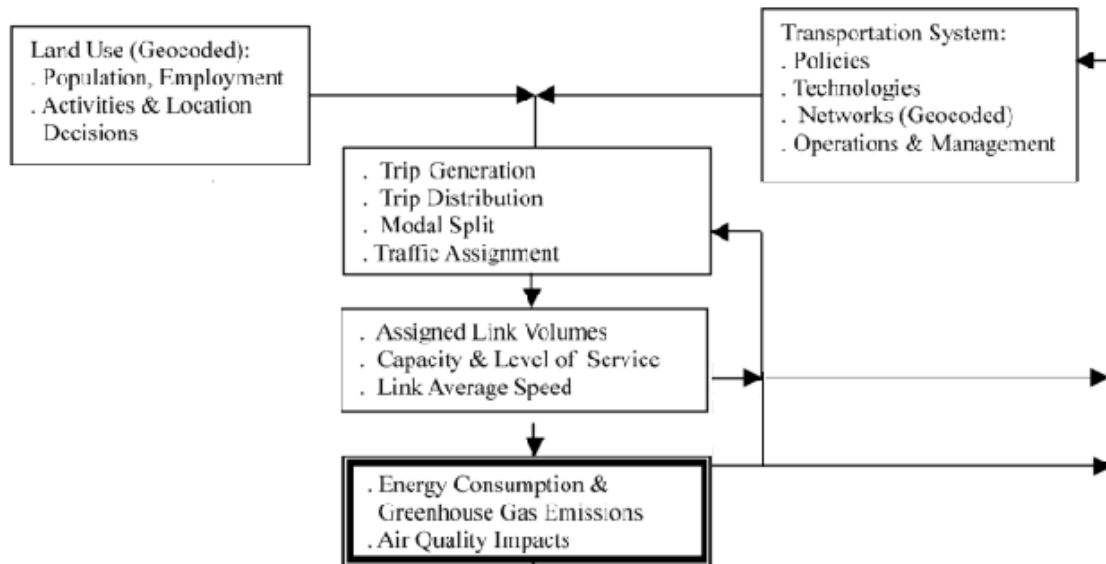 Land Use (Geocoded):
. Population, Employment
. Activities & Location
Decisions
Transportation System:
. Policies
. Technologies
. Networks (Geocoded)
. Operations & Management
. Trip Generation
. Trip Distribution
. Modal Split
. Traffic Assignment
. Assigned Link Volumes
. Capacity & Level of Service
. Link Average Speed
. Energy Consumption &
Greenhouse Gas Emissions
. Air Quality Impacts